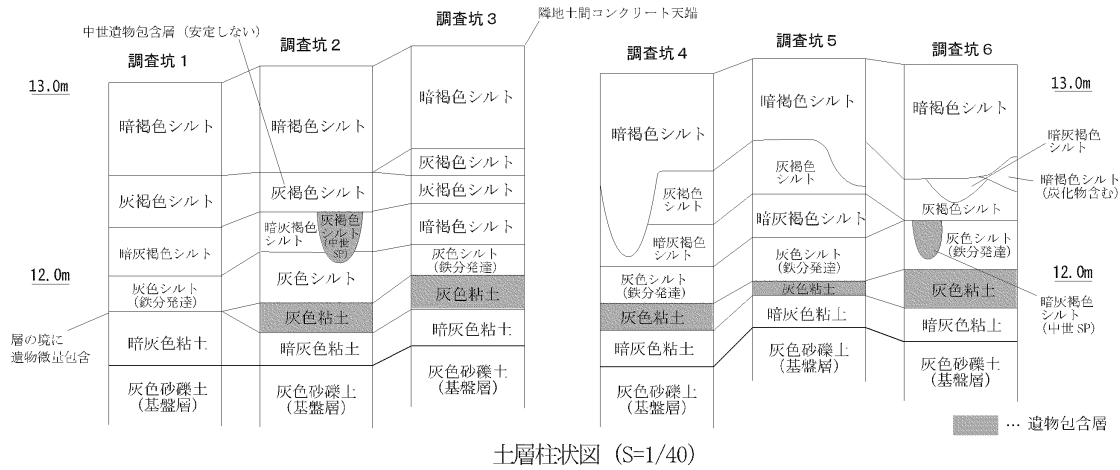 中世遺物包含層（安定しない）
隣地土間コンクリート天端
調査坑１
調査坑２
調査坑３
調査坑４
調査坑５
調査坑６
13.0m
12.0m
暗褐色シルト
灰褐色シルト
暗灰褐色シルト
灰色シルト
(鉄分発達)
暗灰色粘土
灰色砂礫土
(基盤層)
層の境に
遺物微量包含
暗褐色シルト
灰褐色シルト
暗灰褐色
シルト
灰褐色
シルト
(中世
SP)
灰色シルト
灰色粘土
暗灰色粘土
灰色砂礫土
(基盤層)
暗褐色シルト
灰褐色シルト
灰褐色シルト
暗褐色シルト
灰色シルト
(鉄分発達)
灰色粘土
暗灰色粘土
灰色砂礫土
(基盤層)
暗褐色シルト
灰褐色
シルト
暗灰褐色
シルト
灰色シルト
(鉄分発達)
灰色粘土
暗灰色粘土
灰色砂礫土
(基盤層)
暗褐色シルト
灰褐色
シルト
暗灰褐色シルト
灰色シルト
(鉄分発達)
灰色粘土
暗灰色粘土
灰色砂礫土
(基盤層)
暗褐色シルト
灰褐色シルト
灰色シルト
(鉄分発達)
灰色粘土
暗灰色粘土
灰色砂礫土
(基盤層)
13.0m
暗灰褐色
シルト
暗褐色シルト
(炭化物含む)
12.0m
暗灰褐色
シルト
(中世 SP)
… 遺物包含層
土層柱状図（S=1/40）